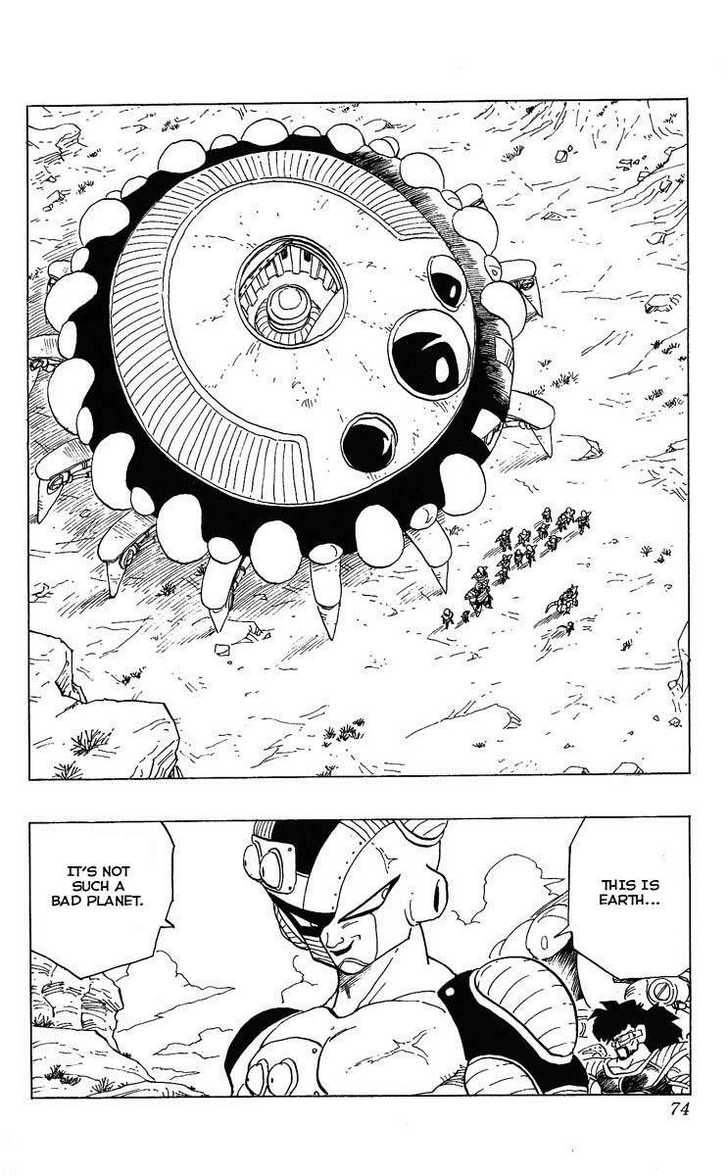 THIS IS
EARTH...
IT'S NOT
SUCH A
BAD PLANET.
74